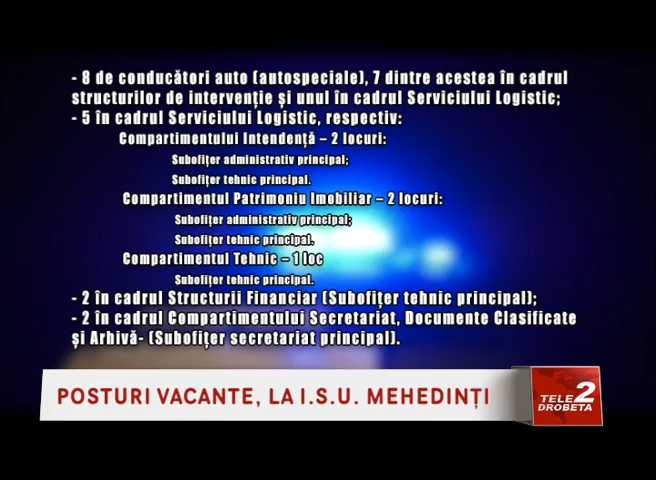 - 8 de conducători auto (autospeciale), 7 dintre acestea în cadrul
structurilor de intervenție și unul în cadrul Serviciului Logistic;
- 5 în cadrul Serviciului Logistic, respectiv:
Compartimentului Intendență – 2 locuri:
Subofițer administrativ principal;
Subofițer tehnic principal.
Compartimentul Patrimoniu Imobiliar – 2 locuri:
Subofițer administrativ principal;
Subofițer tehnic principal.
Compartimentul Tehnic – 1 loc
Subofițer tehnic principal.
- 2 în cadrul Structurii Financiar (Subofițer tehnic principal);
- 2 în cadrul Compartimentului Secretariat, Documente Clasificate
și Arhivă- (Subofițer secretariat principal).
POSTURI VACANTE, LA I.S.U. MEHEDINȚI
TELE 2
DROBETA